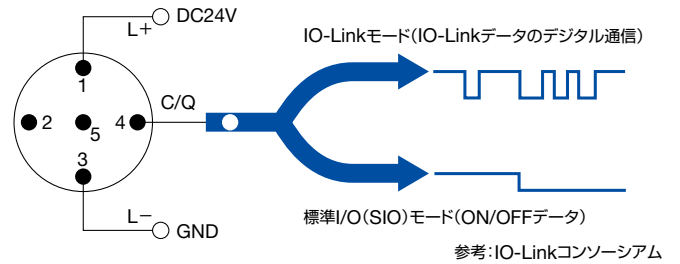 DC24V
L+
IO-Linkモード(IO-Linkデータのデジタル通信)
1
C/Q
2
5
4
3
L−
GND
標準I/O(SIO)モード(ON/OFFデータ)
参考:IO-Linkコンソーシアム